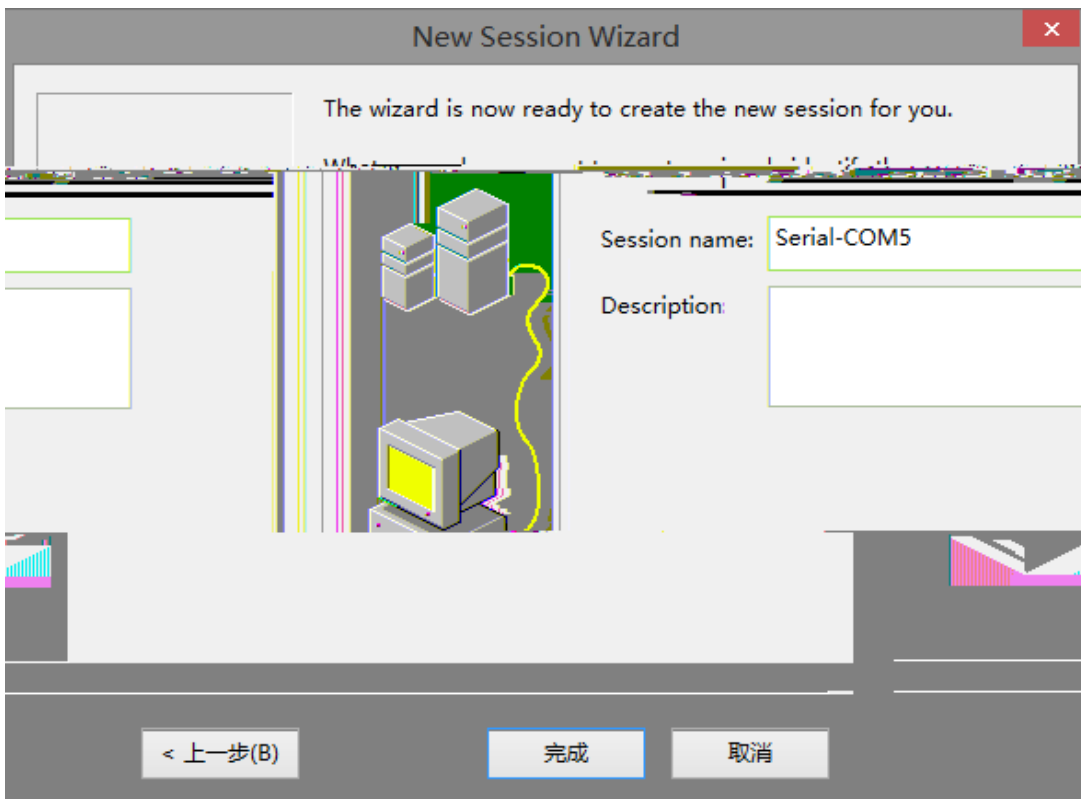 New Session Wizard
The wizard is now ready to create the new session for you.
Session name: Serial-COM5
Description:
< 上一步(B) 完成 取消